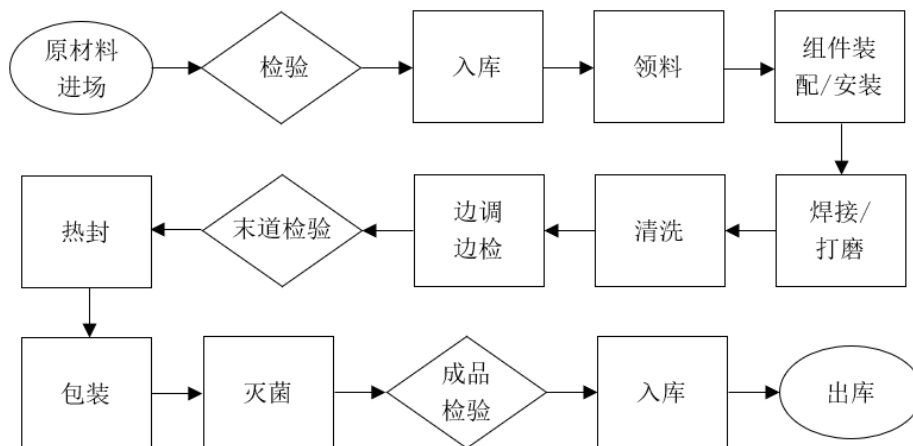 原材料
进场
检验
入库
领料
组件装
配/安装
焊接/
打磨
清洗
边调
边检
末道检验
热封
包装
灭菌
成品
检验
入库
出库